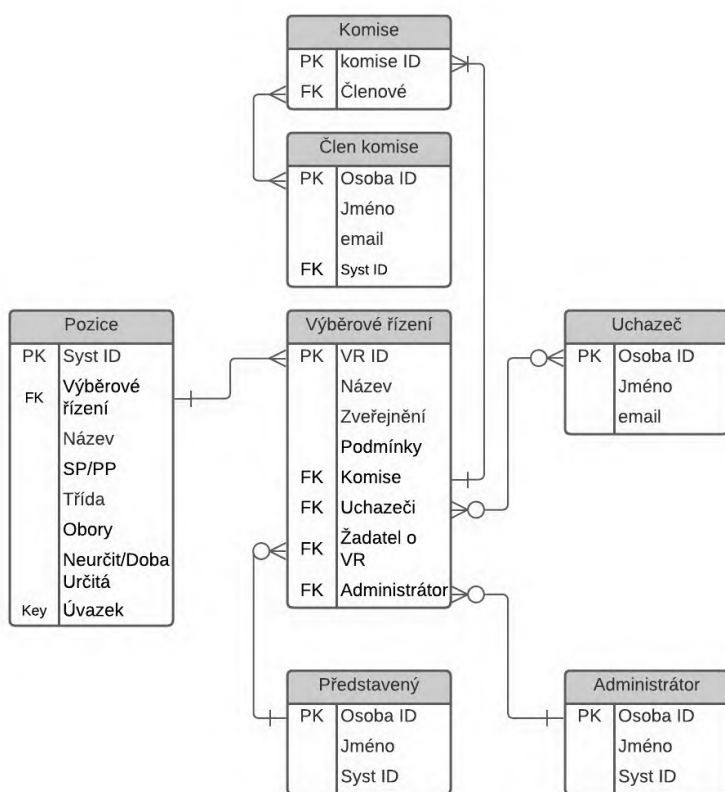 Komise
PK komise ID
FK Členové
Člen komise
PK Osoba ID
Jméno
email
FK Syst ID
Pozice
PK Syst ID
FK Výběrové
řízení
Název
SP/PP
Třída
Obory
Neurčit/Doba
Určitá
Key Úvazek
Výběrové řízení
PK VR ID
Název
Zveřejnění
Podmínky
FK Komise
FK Uchazeči
FK Žadatel o
VR
FK Administrátor
Uchazeč
PK Osoba ID
Jméno
email
Představený
PK Osoba ID
Jméno
Syst ID
Administrátor
PK Osoba ID
Jméno
Syst ID